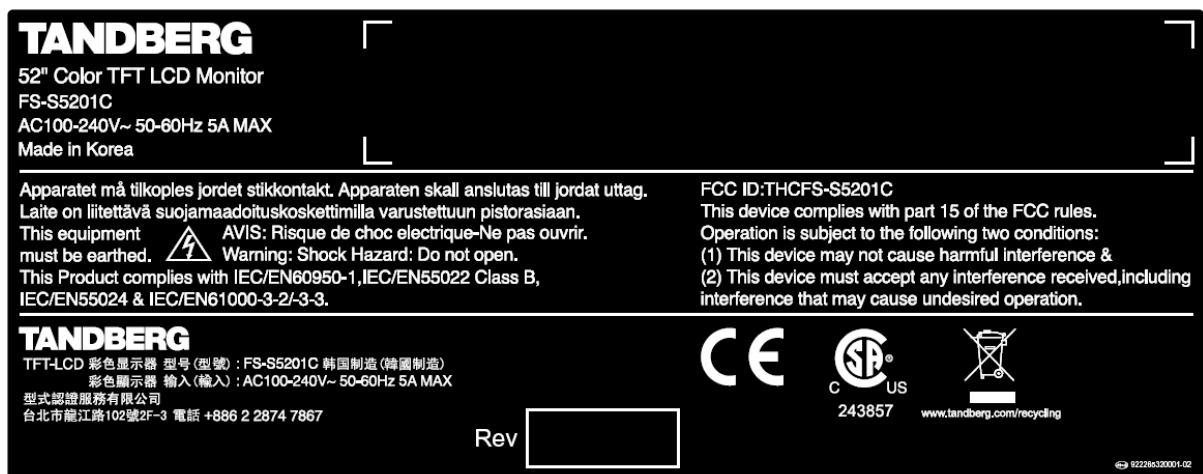 TANDBERG
52" Color TFT LCD Monitor
FS-S5201C
AC100-240V~ 50-60Hz 5A MAX
Made in Korea
Apparatet må tilkoples jordet stikkontakt. Apparaten skall anslutas till jordat uttag.
Laite on liitettävä suojamaadoituskoskettimilla varustettuun pistorasiaan.
This equipment must be earthed.
AVIS: Risque de choc electrique-Ne pas ouvrir.
Warning: Shock Hazard: Do not open.
This Product complies with IEC/EN60950-1,IEC/EN55022 Class B,
IEC/EN55024 & IEC/EN61000-3-2/-3-3.
FCC ID:THCFS-S5201C
This device complies with part 15 of the FCC rules.
Operation is subject to the following two conditions:
(1) This device may not cause harmful interference &
(2) This device must accept any interference received,including
interference that may cause undesired operation.
TANDBERG
TFT-LCD 彩色显示器 型号(型號) : FS-S5201C 韩国制造(韓國制造)
彩色顯示器 输入(輸入) : AC100-240V~ 50-60Hz 5A MAX
型式認證服務有限公司
台北市龍江路102號2F-3 電話 +886 2 2874 7867
Rev
CE
C SA ® US
243857
www.tandberg.com/recycling
922265320001-02